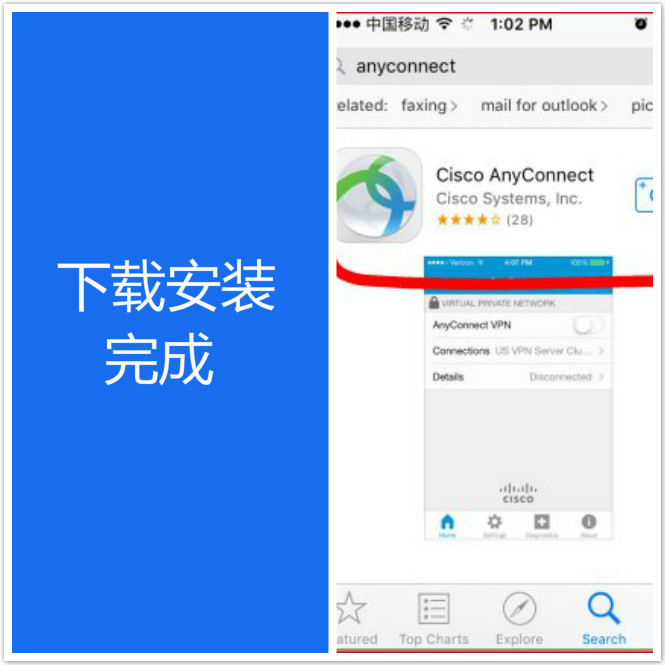 下载安装
完成
中国移动 1:02 PM
anyconnect
elated: faxing > mail for outlook > pic
Cisco AnyConnect
Cisco Systems, Inc.
(28)
Verizon 4:07 PM 100%
VIRTUAL PRIVATE NETWORK
AnyConnect VPN
Connections US VPN Server Clu... >
Details Disconnected >
CISCO
Home Settings Diagnostics About
atured Top Charts Explore Search